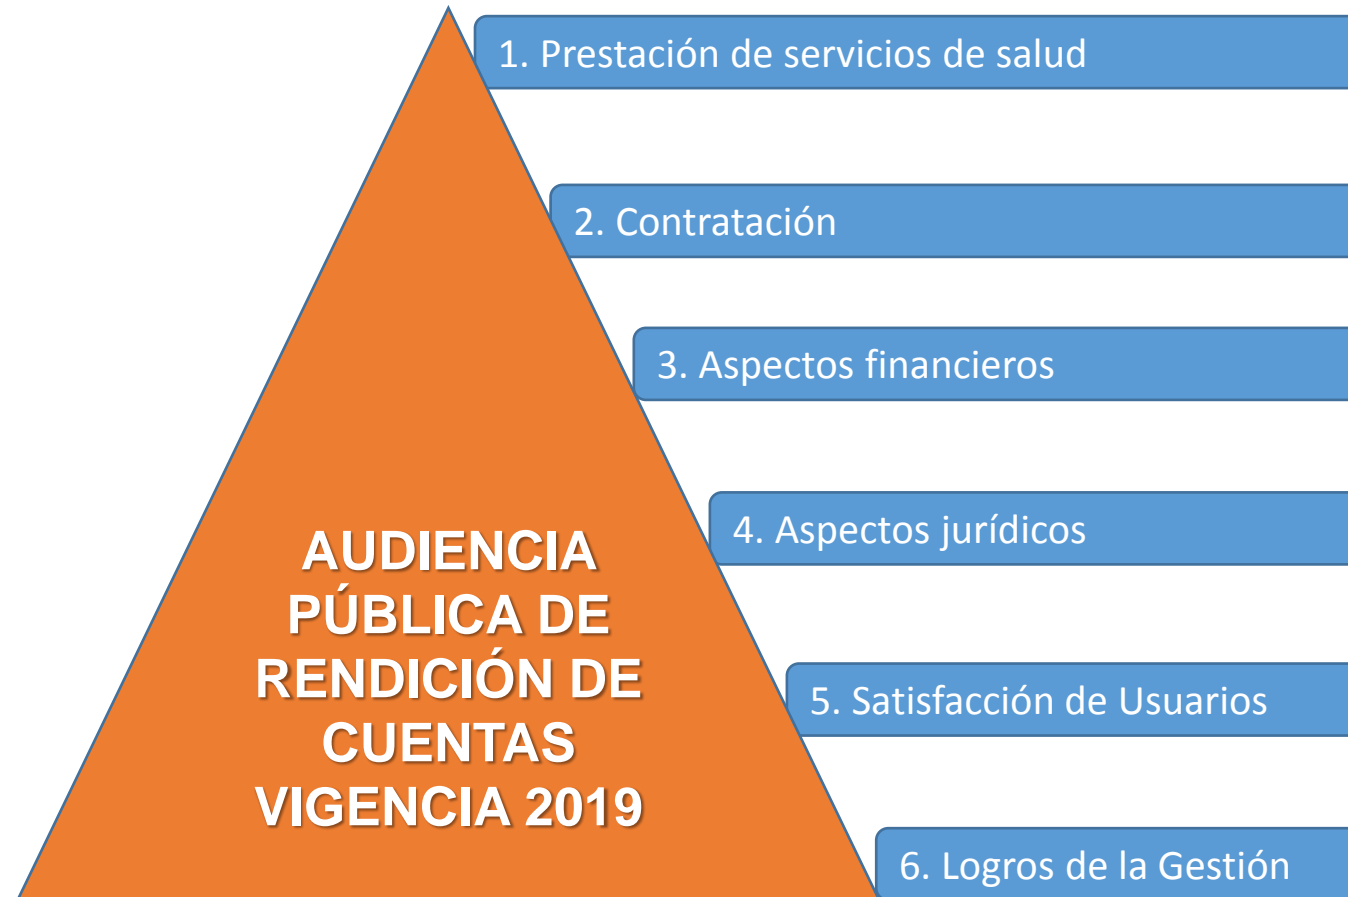 1. Prestación de servicios de salud
2. Contratación
3. Aspectos financieros
4. Aspectos jurídicos
5. Satisfacción de Usuarios
6. Logros de la Gestión
AUDIENCIA
PÚBLICA DE
RENDICIÓN DE
CUENTAS
VIGENCIA 2019